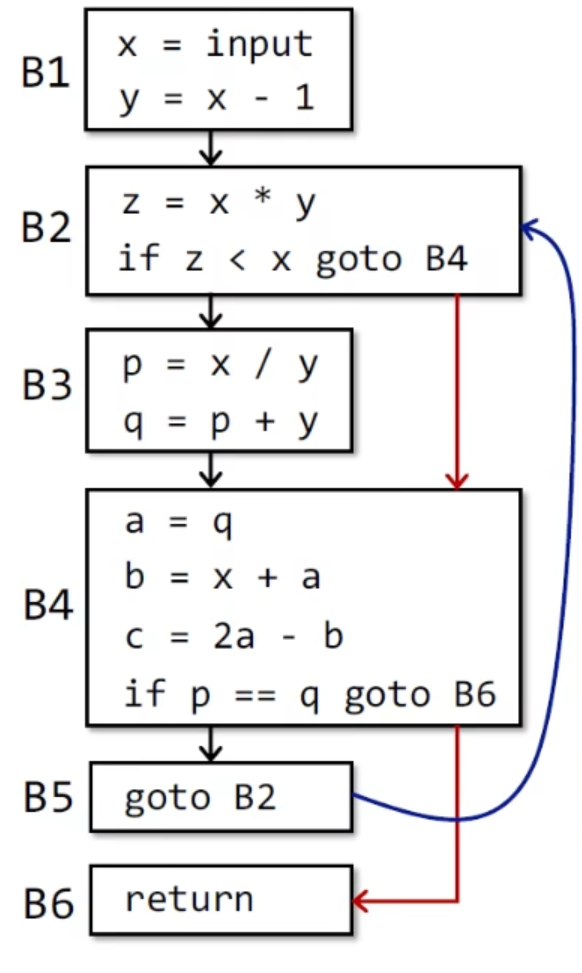 B1
x = input
y = x - 1
B2
z = x * y
if z < x goto B4
B3
p = x / y
q = p + y
B4
a = q
b = x + a
c = 2a - b
if p == q goto B6
B5
goto B2
B6
return